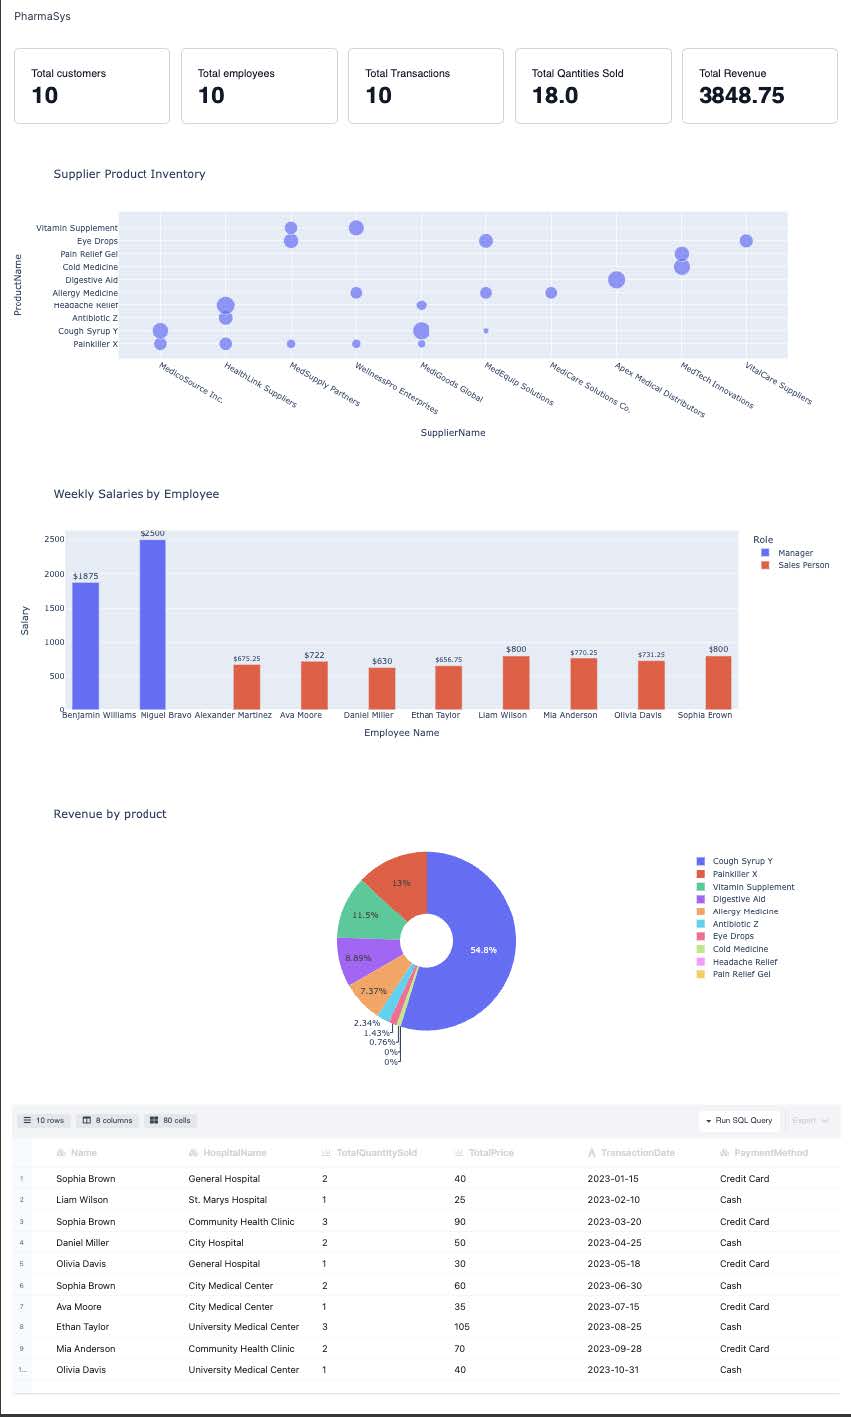 PharmaSys
Total customers
10
Total employees
10
Total Transactions
10
Total Qantities Sold
18.0
Total Revenue
3848.75
Supplier Product Inventory
ProductName
Vitamin Supplement
Eye Drops
Pain Relief Gel
Cold Medicine
Digestive Aid
Allergy Medicine
Headache Relief
Antibiotic Z
Cough Syrup Y
Painkiller X
MedicoSource Inc.
HealthLink Suppliers
MedSupply Partners
WellnessPro Enterprises
MediGoods Global
MedEquip Solutions
MediCare Solutions Co.
Apex Medical Distributors
MedTech Innovations
VitalCare Suppliers
SupplierName
Weekly Salaries by Employee
Salary
2500
2000
1500
1000
500
0
$1875
$2500
$675.25
$722
$630
$656.75
$800
$770.25
$731.25
$800
Benjamin Williams Miguel Bravo Alexander Martinez Ava Moore Daniel Miller Ethan Taylor Liam Wilson Mia Anderson Olivia Davis Sophia Brown
Employee Name
Role
Manager
Sales Person
Revenue by product
54.8%
13%
11.5%
8.89%
7.37%
2.34%
1.43%
0.76%
0%
0%
Cough Syrup Y
Painkiller X
Vitamin Supplement
Digestive Aid
Allergy Medicine
Antibiotic Z
Eye Drops
Cold Medicine
Headache Relief
Pain Relief Gel
10 rows 8 columns 80 cells Run SQL Query Export
Name HospitalName TotalQuantitySold TotalPrice TransactionDate PaymentMethod
1 Sophia Brown General Hospital 2 40 2023-01-15 Credit Card
2 Liam Wilson St. Marys Hospital 1 25 2023-02-10 Cash
3 Sophia Brown Community Health Clinic 3 90 2023-03-20 Credit Card
4 Daniel Miller City Hospital 2 50 2023-04-25 Cash
5 Olivia Davis General Hospital 1 30 2023-05-18 Credit Card
6 Sophia Brown City Medical Center 2 60 2023-06-30 Cash
7 Ava Moore City Medical Center 1 35 2023-07-15 Credit Card
8 Ethan Taylor University Medical Center 3 105 2023-08-25 Cash
9 Mia Anderson Community Health Clinic 2 70 2023-09-28 Credit Card
1... Olivia Davis University Medical Center 1 40 2023-10-31 Cash